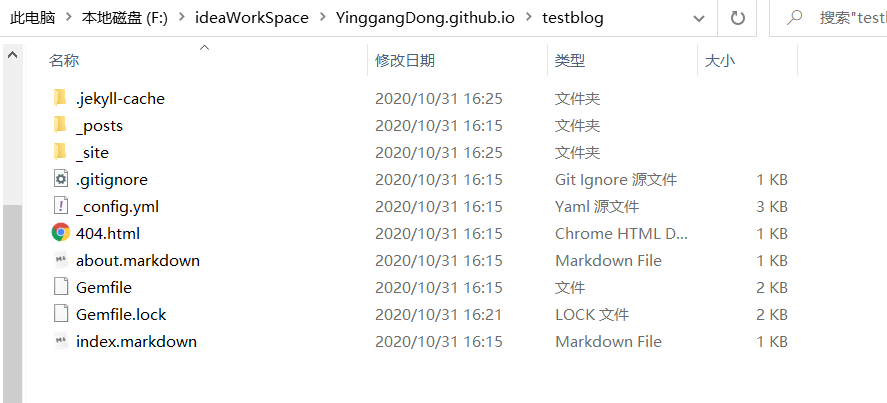 此电脑 > 本地磁盘 (F:) > ideaWorkSpace > YinggangDong.github.io > testblog 搜索"testl
名称 修改日期 类型 大小
.jekyll-cache 2020/10/31 16:25 文件夹
_posts 2020/10/31 16:15 文件夹
_site 2020/10/31 16:25 文件夹
.gitignore 2020/10/31 16:15 Git Ignore 源文件 1 KB
_config.yml 2020/10/31 16:15 Yaml 源文件 3 KB
404.html 2020/10/31 16:15 Chrome HTML D... 1 KB
about.markdown 2020/10/31 16:15 Markdown File 1 KB
Gemfile 2020/10/31 16:15 文件 2 KB
Gemfile.lock 2020/10/31 16:21 LOCK 文件 2 KB
index.markdown 2020/10/31 16:15 Markdown File 1 KB